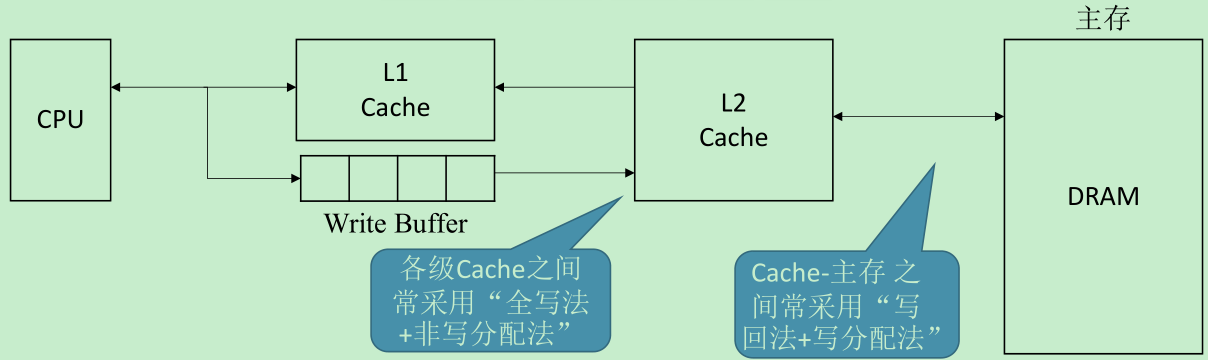 主存
CPU
L1
Cache
L2
Cache
DRAM
Write Buffer
各级Cache之间
常采用“全写法
+非写分配法”
Cache-主存 之
间常采用“写
回法+写分配法”